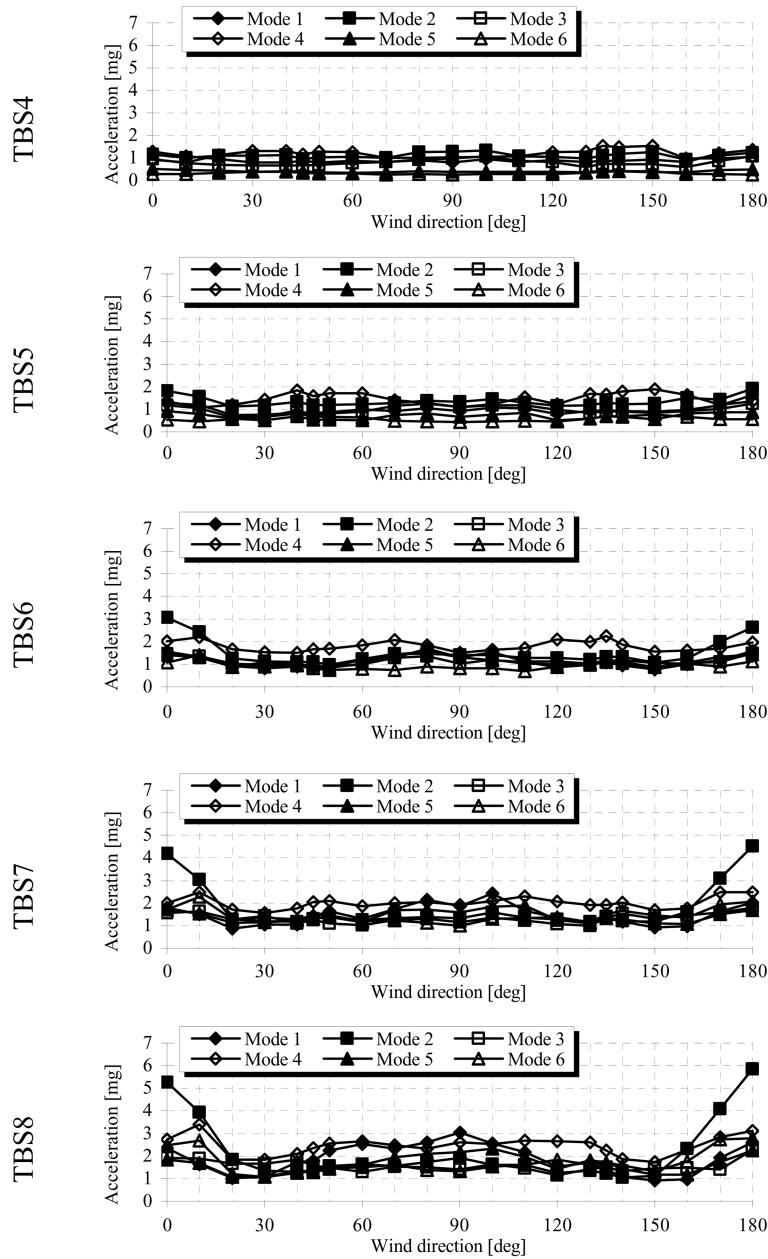 TBS4
Acceleration [mg]
Mode 1 Mode 2 Mode 3
Mode 4 Mode 5 Mode 6
7
6
5
4
3
2
1
0
0 30 60 90 120 150 180
Wind direction [deg]
TBS5
Acceleration [mg]
Mode 1 Mode 2 Mode 3
Mode 4 Mode 5 Mode 6
7
6
5
4
3
2
1
0
0 30 60 90 120 150 180
Wind direction [deg]
TBS6
Acceleration [mg]
Mode 1 Mode 2 Mode 3
Mode 4 Mode 5 Mode 6
7
6
5
4
3
2
1
0
0 30 60 90 120 150 180
Wind direction [deg]
TBS7
Acceleration [mg]
Mode 1 Mode 2 Mode 3
Mode 4 Mode 5 Mode 6
7
6
5
4
3
2
1
0
0 30 60 90 120 150 180
Wind direction [deg]
TBS8
Acceleration [mg]
Mode 1 Mode 2 Mode 3
Mode 4 Mode 5 Mode 6
7
6
5
4
3
2
1
0
0 30 60 90 120 150 180
Wind direction [deg]